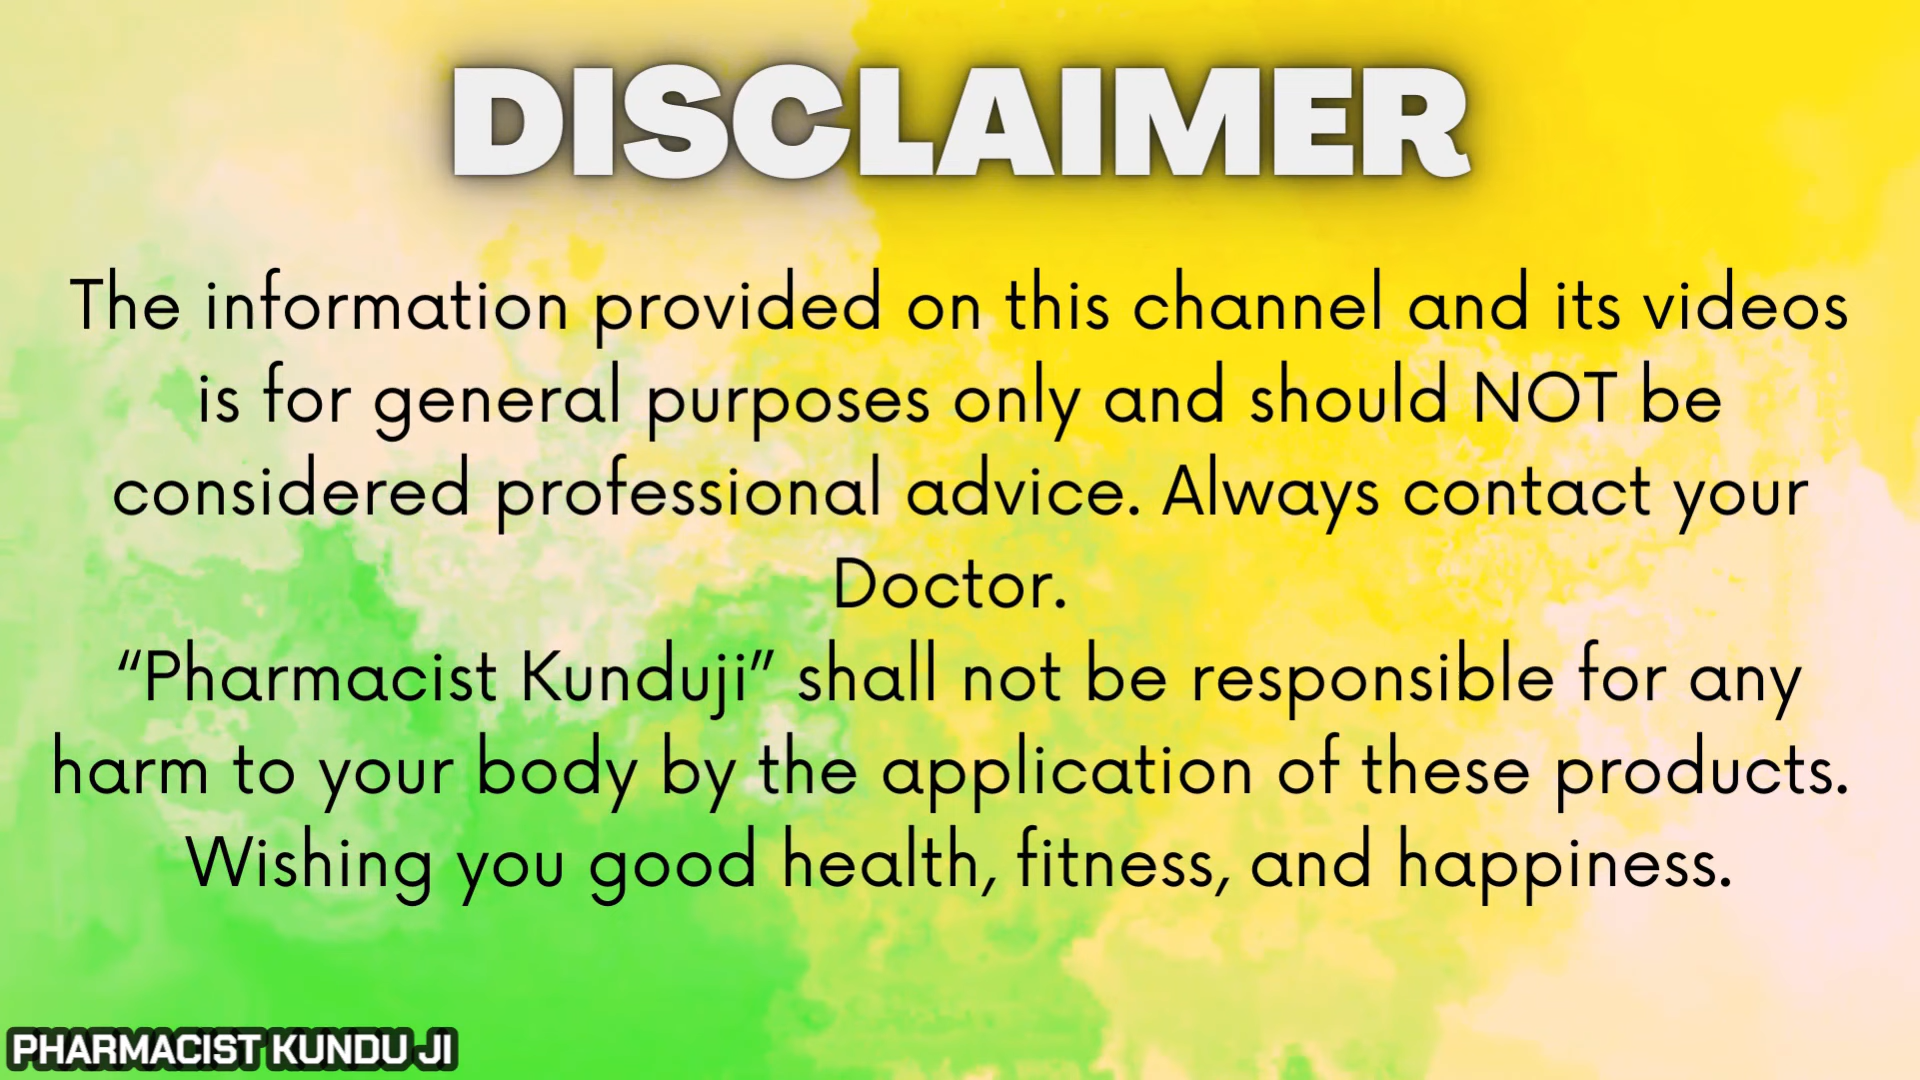 DISCLAIMER
The information provided on this channel and its videos
is for general purposes only and should NOT be
considered professional advice. Always contact your
Doctor.
“Pharmacist Kunduji” shall not be responsible for any
harm to your body by the application of these products.
Wishing you good health, fitness, and happiness.
PHARMACIST KUNDU JI